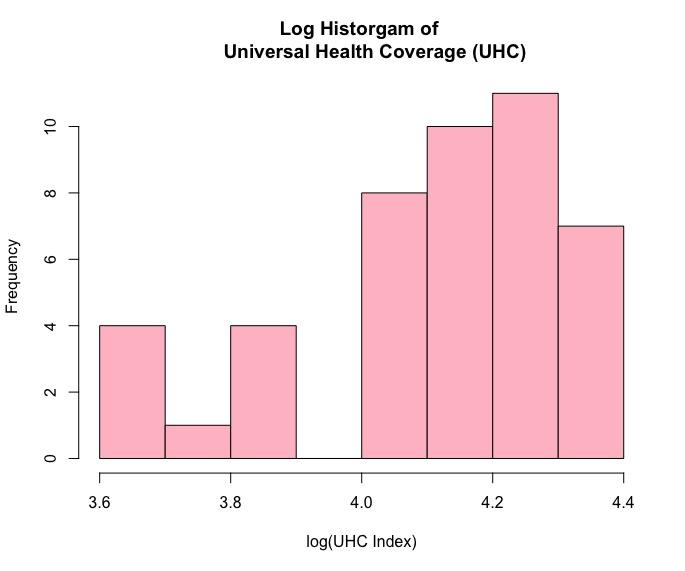 Log Historgam of
Universal Health Coverage (UHC)
Frequency
10
8
6
4
2
0
3.6 3.8 4.0 4.2 4.4
log(UHC Index)